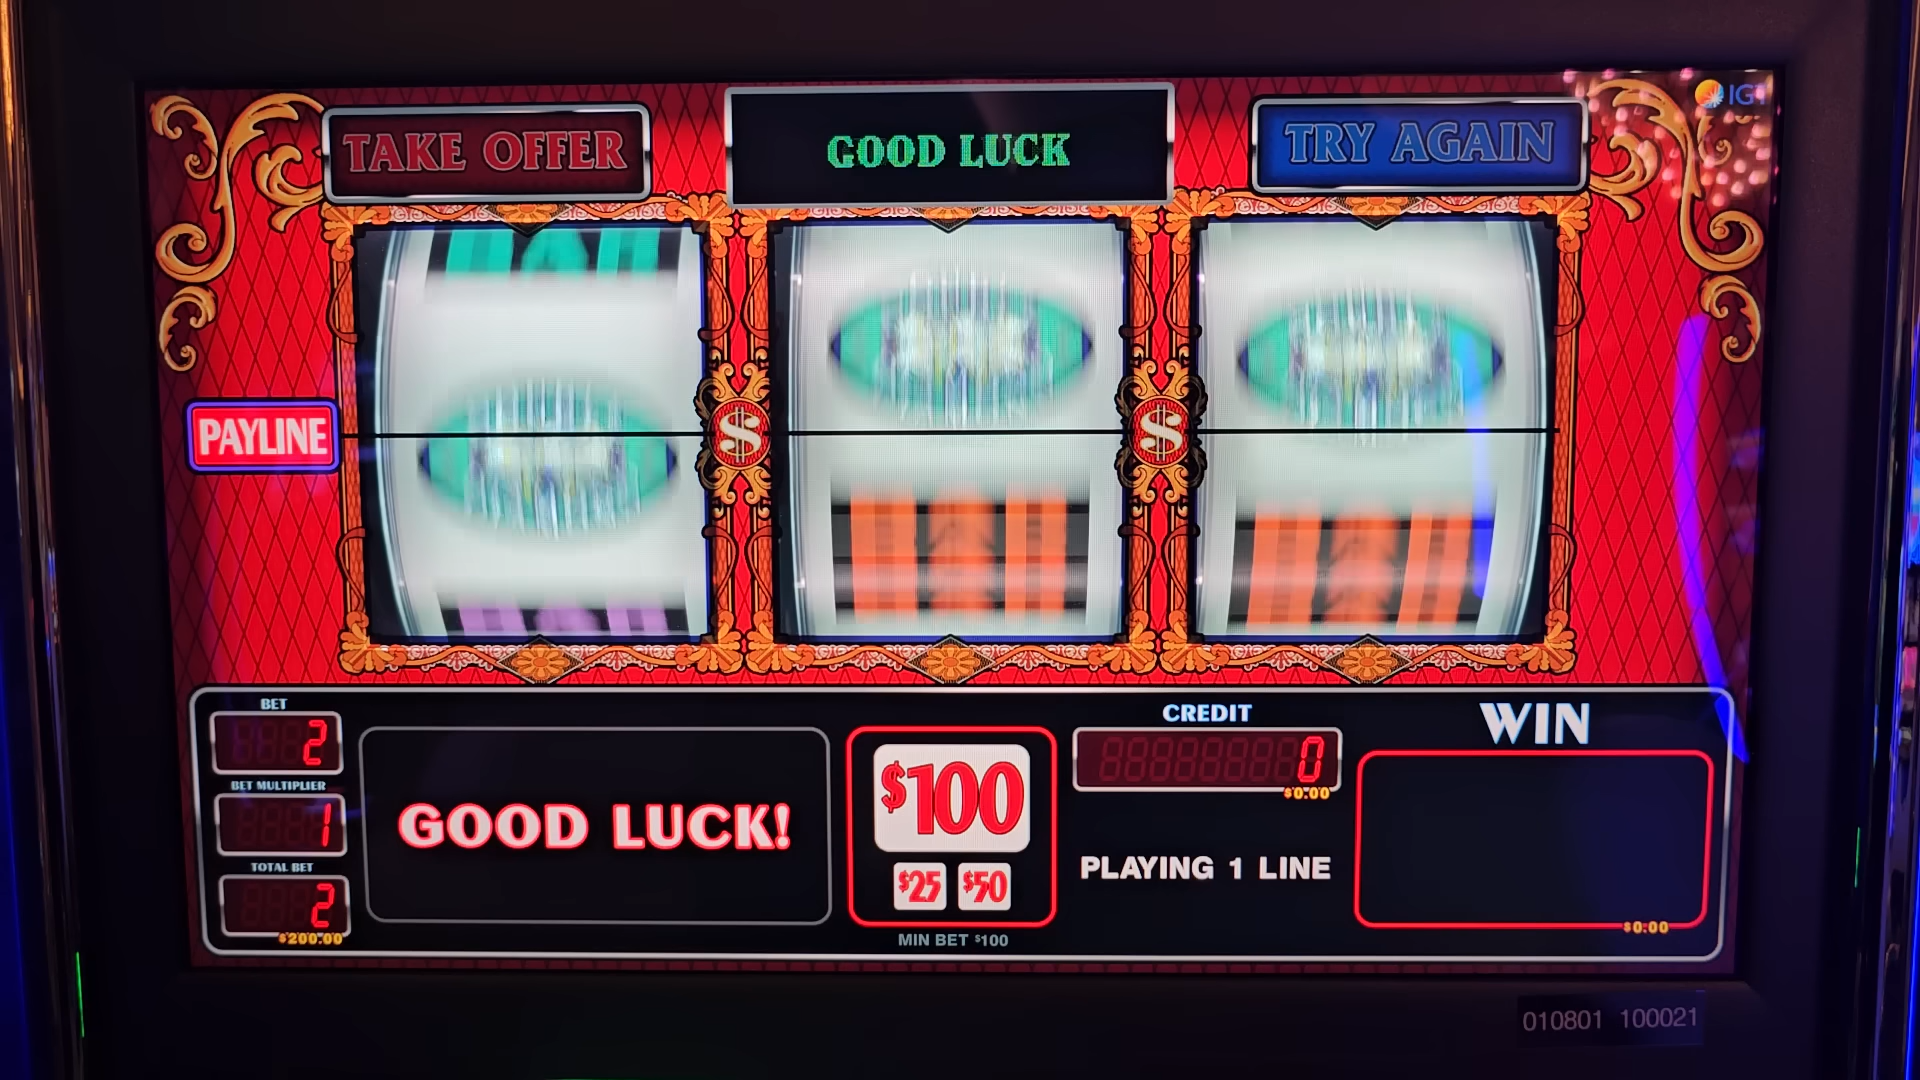 IGT
TAKE OFFER
GOOD LUCK
TRY AGAIN
PAYLINE
$
$
BET
2
BET MULTIPLIER
1
TOTAL BET
2
$200.00
GOOD LUCK!
$100
$25 $50
MIN BET $100
CREDIT
0
$0.00
PLAYING 1 LINE
WIN
$0.00
010801 100021